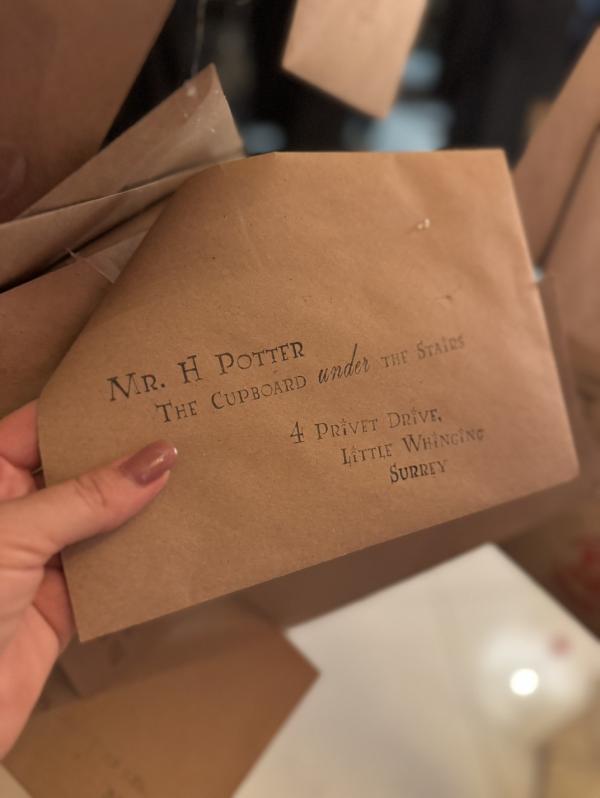 Mr. H Potter
The Cupboard under the Stairs
4 Privet Drive,
Little Whinging
Surrey